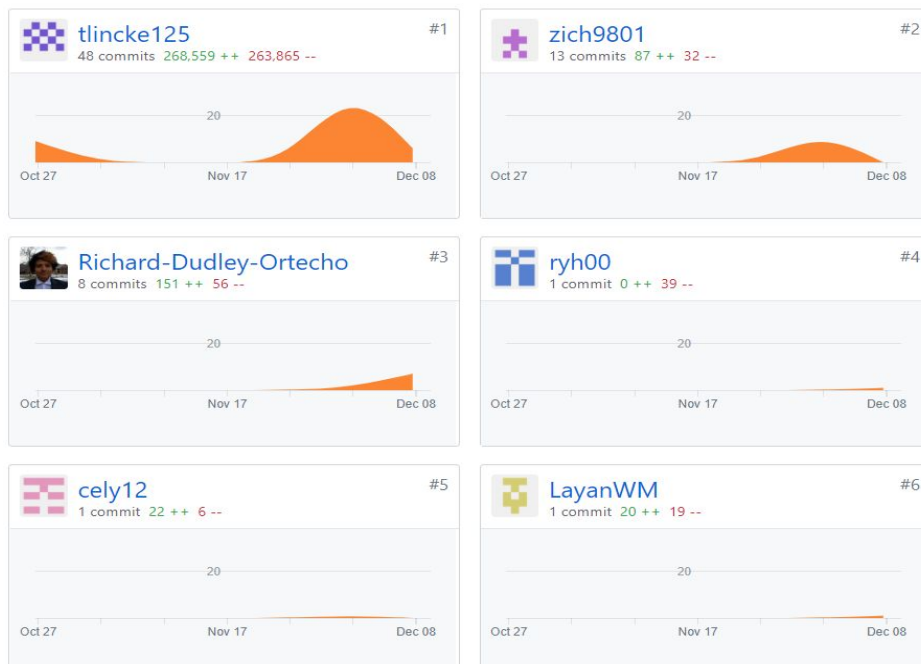 tlincke125 #1
48 commits 268,559 ++ 263,865 --
20
Oct 27 Nov 17 Dec 08
zich9801 #2
13 commits 87 ++ 32 --
20
Oct 27 Nov 17 Dec 08
Richard-Dudley-Ortecho #3
8 commits 151 ++ 56 --
20
Oct 27 Nov 17 Dec 08
ryh00 #4
1 commit 0 ++ 39 --
20
Oct 27 Nov 17 Dec 08
cely12 #5
1 commit 22 ++ 6 --
20
Oct 27 Nov 17 Dec 08
LayanWM #6
1 commit 20 ++ 19 --
20
Oct 27 Nov 17 Dec 08